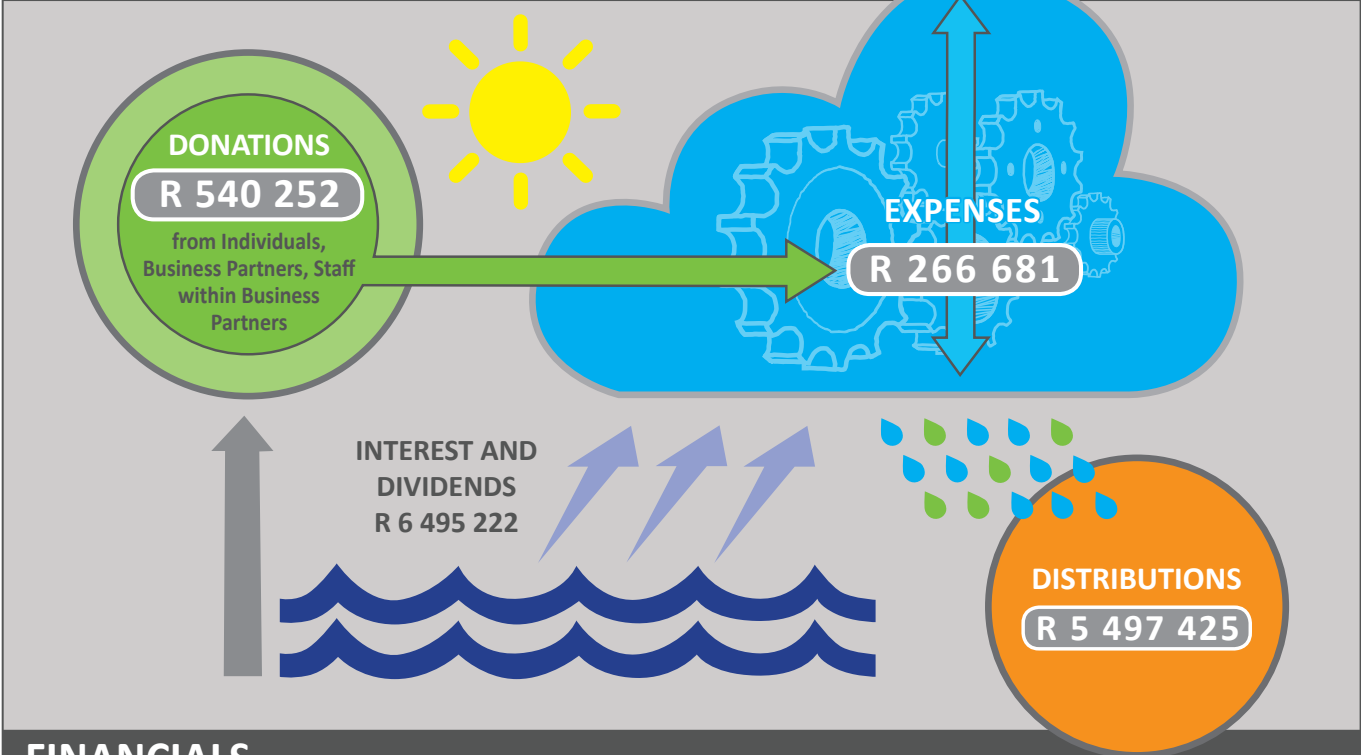 DONATIONS
R 540 252
from Individuals,
Business Partners, Staff
within Business
Partners
EXPENSES
R 266 681
INTEREST AND
DIVIDENDS
R 6 495 222
DISTRIBUTIONS
R 5 497 425
FINANCIALS